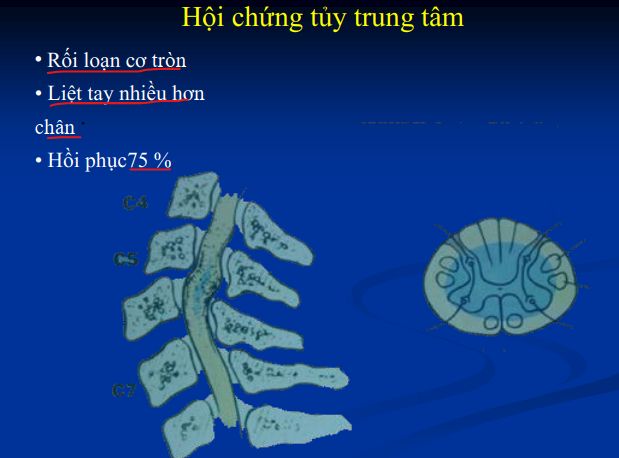 Hội chứng tủy trung tâm
• Rối loạn cơ tròn
• Liệt tay nhiều hơn
chân
• Hồi phục75 %
C4
C5
C7